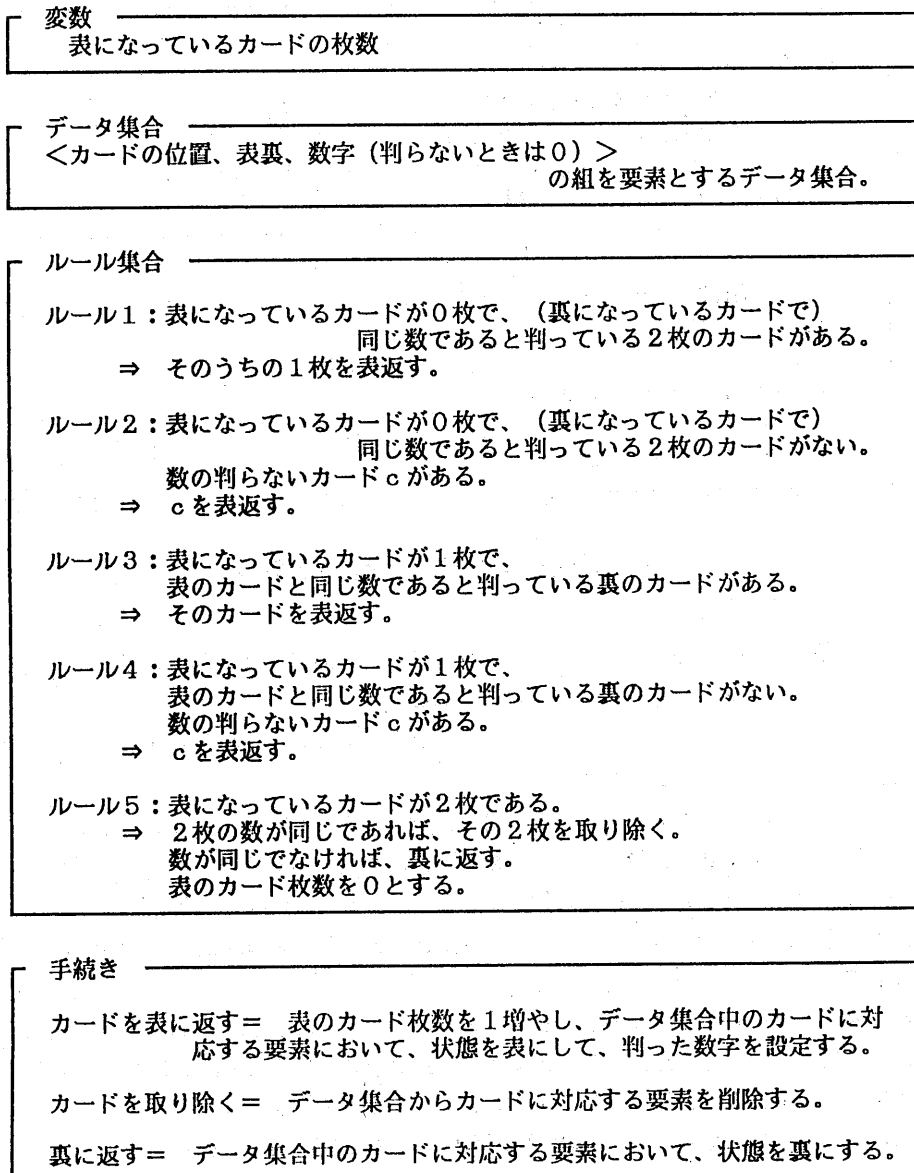 変数
表になっているカードの枚数
データ集合
<カードの位置、表裏、数字(判らないときは0)>
の組を要素とするデータ集合。
ルール集合
ルール1:表になっているカードが0枚で、(裏になっているカードで)
同じ数であると判っている2枚のカードがある。
⇒ そのうちの1枚を表返す。
ルール2:表になっているカードが0枚で、(裏になっているカードで)
同じ数であると判っている2枚のカードがない。
数の判らないカードcがある。
⇒ cを表返す。
ルール3:表になっているカードが1枚で、
表のカードと同じ数であると判っている裏のカードがある。
⇒ そのカードを表返す。
ルール4:表になっているカードが1枚で、
表のカードと同じ数であると判っている裏のカードがない。
数の判らないカードcがある。
⇒ cを表返す。
ルール5:表になっているカードが2枚である。
⇒ 2枚の数が同じであれば、その2枚を取り除く。
数が同じでなければ、裏に返す。
表のカード枚数を0とする。
手続き
カードを表に返す= 表のカード枚数を1増やし、データ集合中のカードに対
応する要素において、状態を表にして、判った数字を設定する。
カードを取り除く= データ集合からカードに対応する要素を削除する。
裏に返す= データ集合中のカードに対応する要素において、状態を裏にする。